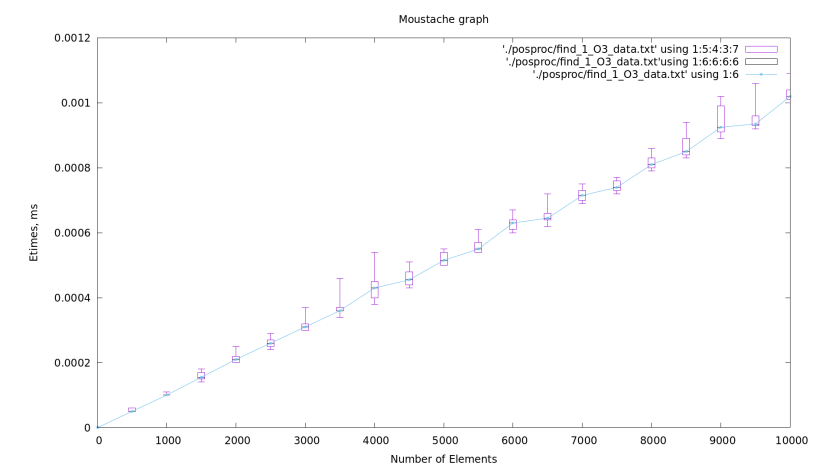 Moustache graph
0.0012
'./posproc/find_1_O3_data.txt' using 1:5:4:3:7
'./posproc/find_1_O3_data.txt'using 1:6:6:6:6
'./posproc/find_1_O3_data.txt' using 1:6
0.001
0.0008
0.0006
Etimes, ms
0.0004
0.0002
0
0 1000 2000 3000 4000 5000 6000 7000 8000 9000 10000
Number of Elements